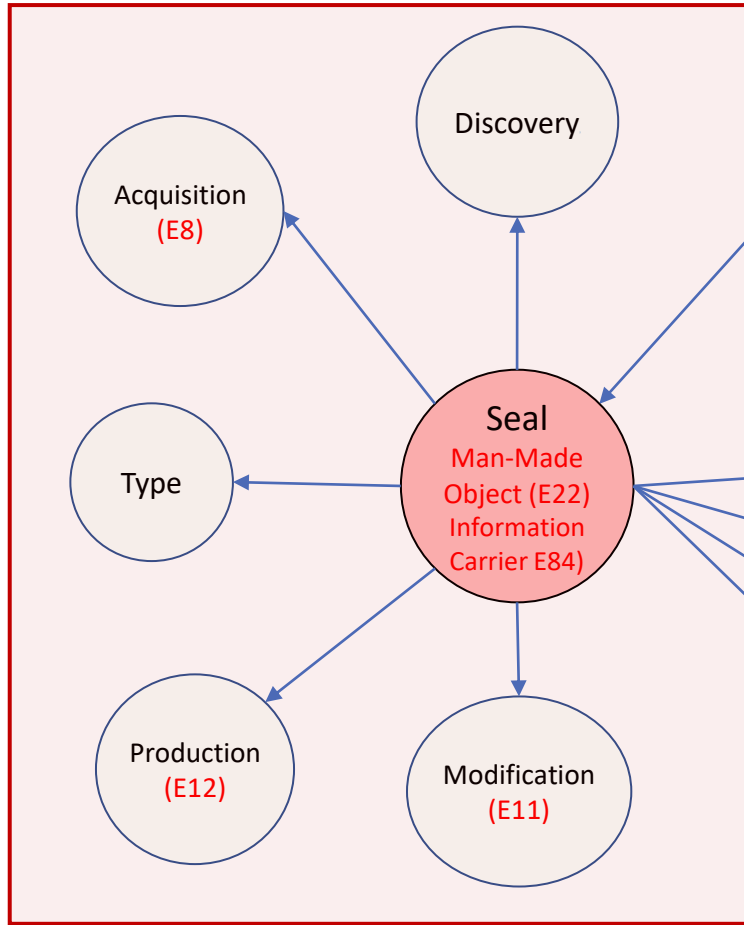 Discovery
Acquisition
(E8)
Seal
Man-Made
Object (E22)
Information
Carrier E84)
Type
Production
(E12)
Modification
(E11)